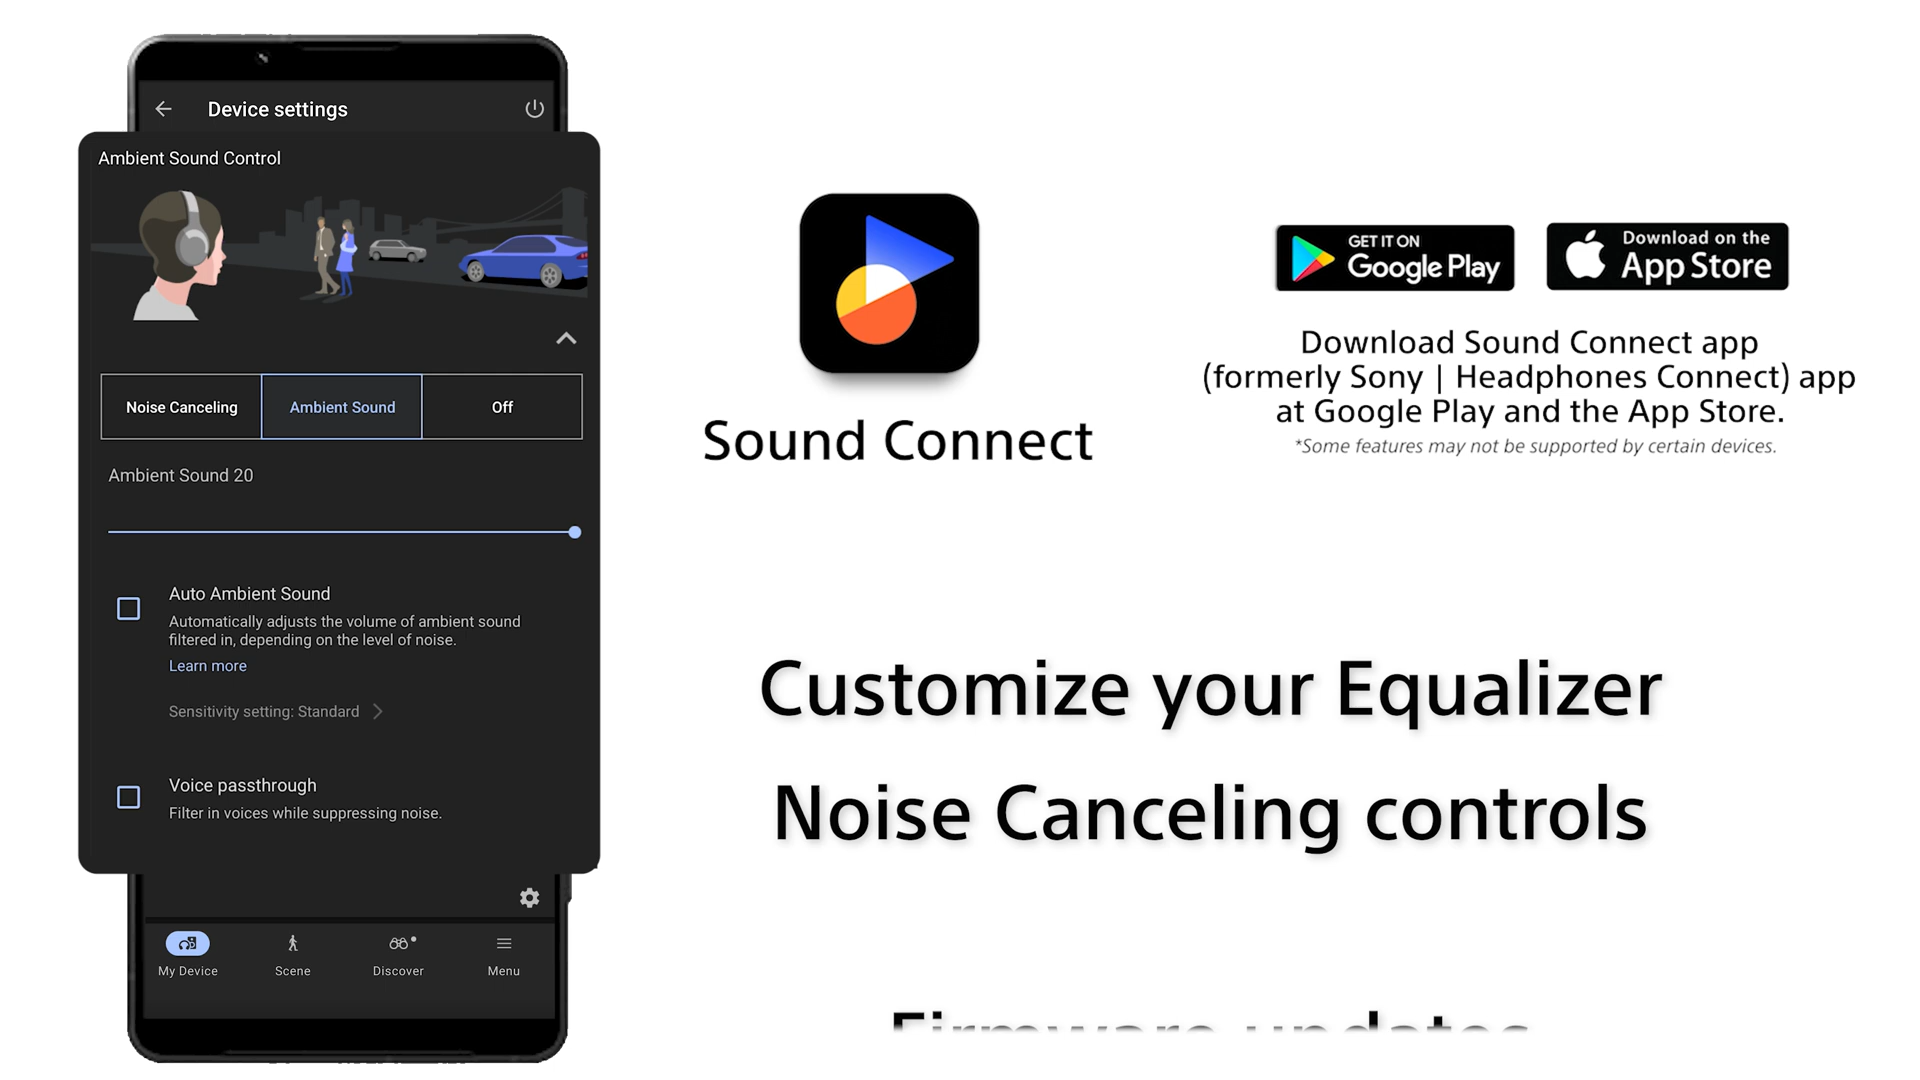 Device settings
Ambient Sound Control
Noise Canceling
Ambient Sound
Off
Ambient Sound 20
Auto Ambient Sound
Automatically adjusts the volume of ambient sound
filtered in, depending on the level of noise.
Learn more
Sensitivity setting: Standard
Voice passthrough
Filter in voices while suppressing noise.
My Device
Scene
Discover
Menu
Sound Connect
GET IT ON
Google Play
Download on the
App Store
Download Sound Connect app
(formerly Sony | Headphones Connect) app
at Google Play and the App Store.
*Some features may not be supported by certain devices.
Customize your Equalizer
Noise Canceling controls
Firmware updates